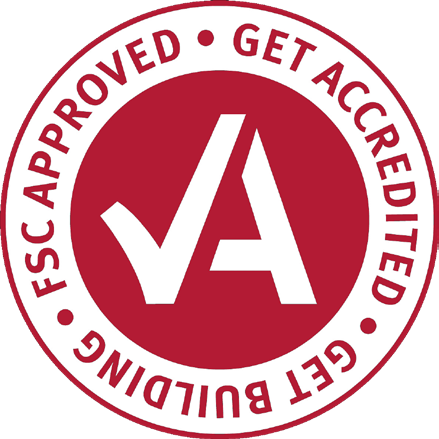 FSC APPROVED • GET ACCREDITED • GET BUILDING •
A